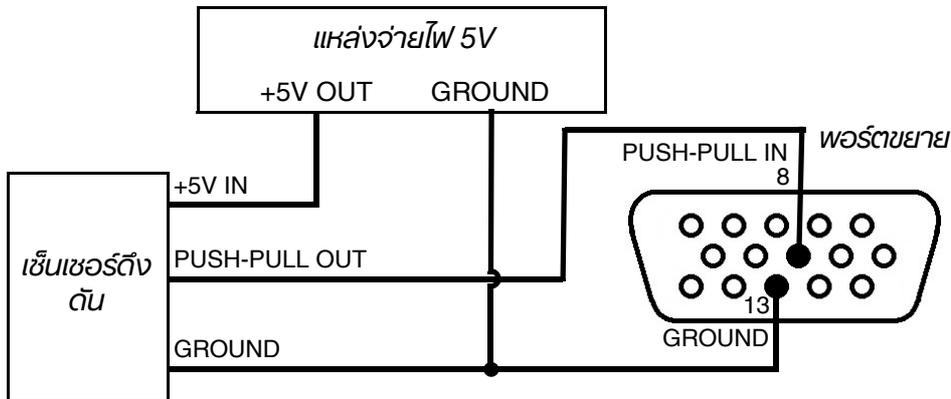 แหล่งจ่ายไฟ 5V
+5V OUT
GROUND
พอร์ตขยาย
PUSH-PULL IN
8
+5V IN
เซ็นเซอร์ดึง
ดัน
PUSH-PULL OUT
13
GROUND
GROUND